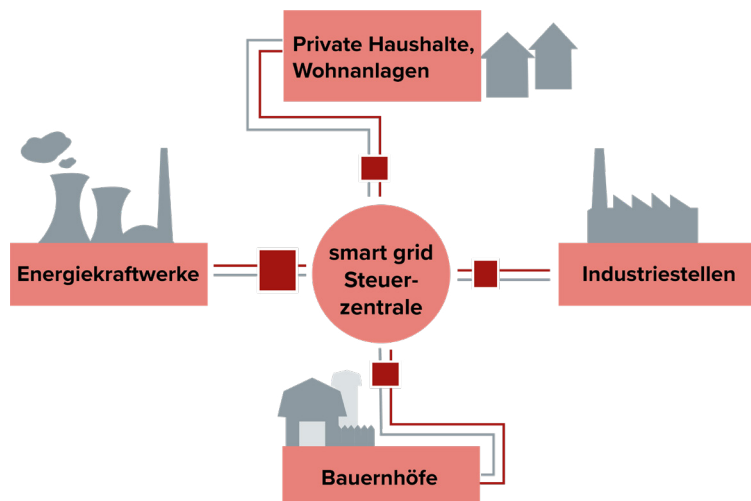 Private Haushalte,
Wohnanlagen
Energiekraftwerke
smart grid
Steuer-
zentrale
Industriestellen
Bauernhöfe